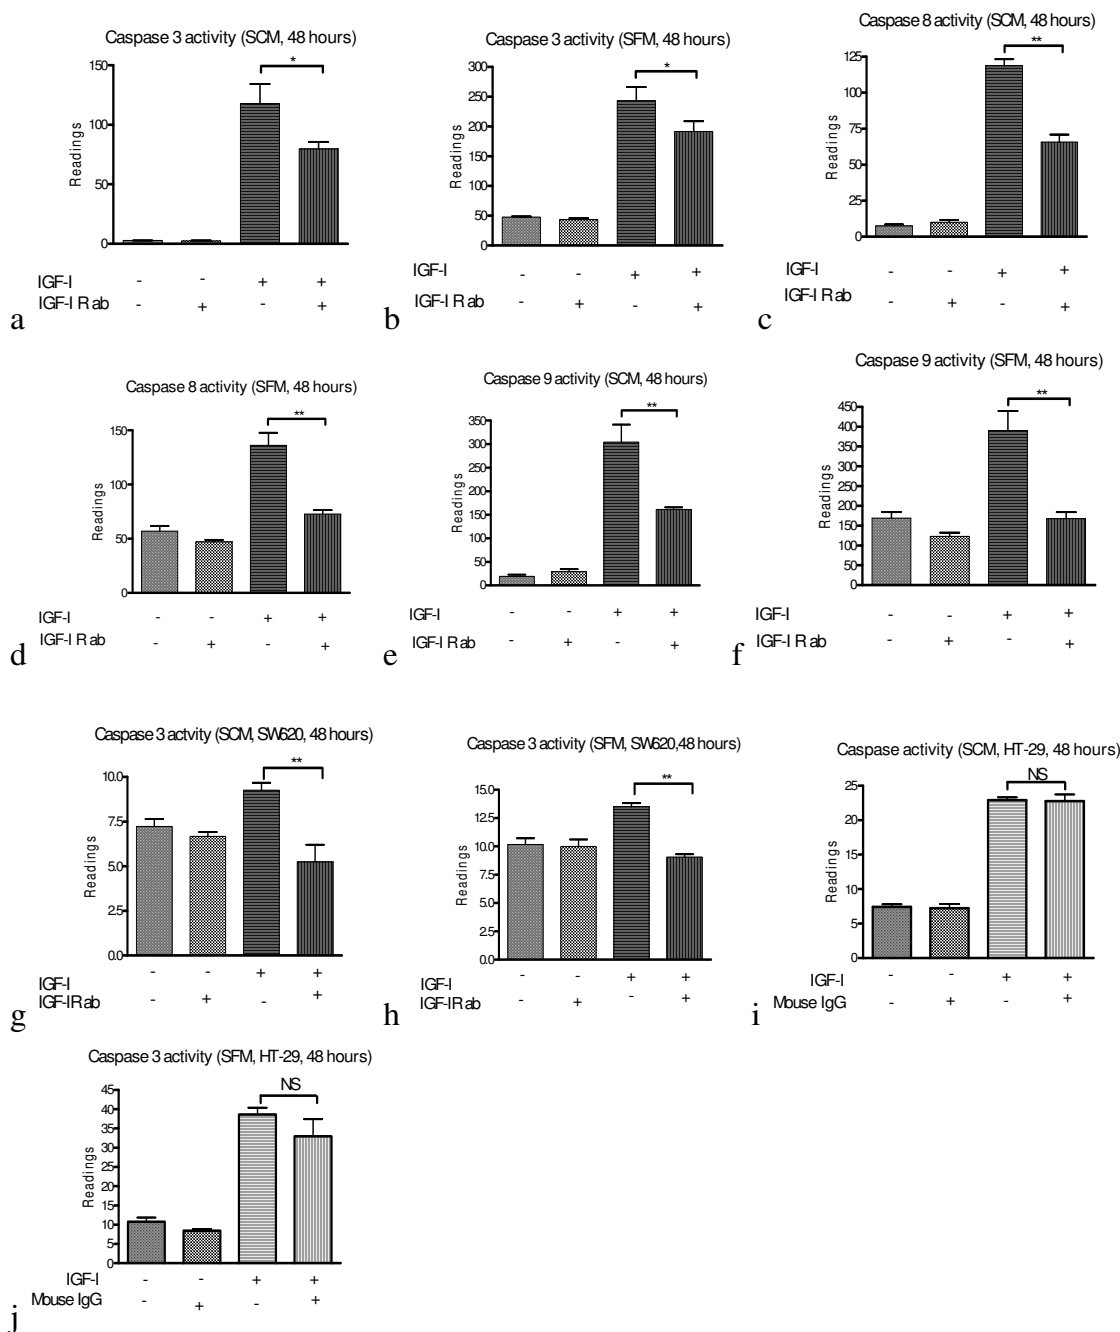 Caspase 3 activity (SCM, 48 hours)
*
150
100
50
0
Readings
IGF-I - - + +
IGF-I R ab - + - +
a
Caspase 3 activity (SFM, 48 hours)
*
300
250
200
150
100
50
0
Readings
IGF-I - - + +
IGF-I R ab - + - +
b
Caspase 8 activity (SCM, 48 hours)
**
125
100
75
50
25
0
Readings
IGF-I - - + +
IGF-I R ab - + - +
c
Caspase 8 activity (SFM, 48 hours)
**
150
100
50
0
Readings
IGF-I - - + +
IGF-I R ab - + - +
d
Caspase 9 activity (SCM, 48 hours)
**
350
300
250
200
150
100
50
0
Readings
IGF-I - - + +
IGF-I R ab - + - +
e
Caspase 9 activity (SFM, 48 hours)
**
450
400
350
300
250
200
150
100
50
0
Readings
IGF-I - - + +
IGF-I R ab - + - +
f
Caspase 3 actvity (SCM, SW620, 48 hours)
**
10.0
7.5
5.0
2.5
0.0
Readings
IGF-I - - + +
IGF-IR ab - + - +
g
Caspase 3 actvity (SFM, SW620,48 hours)
**
15.0
12.5
10.0
7.5
5.0
2.5
0.0
Readings
IGF-I - - + +
IGF-IR ab - + - +
h
Caspase activity (SCM, HT-29, 48 hours)
NS
25
20
15
10
5
0
Readings
IGF-I - - + +
Mouse IgG - + - +
i
Caspase 3 activity (SFM, HT-29, 48 hours)
NS
45
40
35
30
25
20
15
10
5
0
Readings
IGF-I - - + +
Mouse IgG - + - +
j